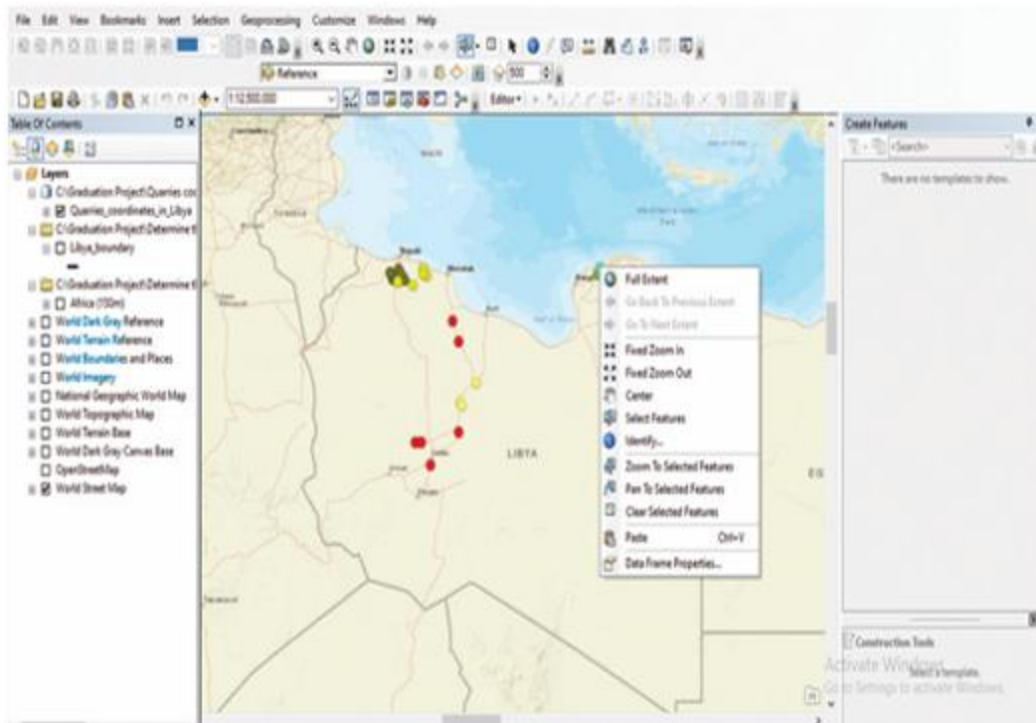 File Edit View Bookmarks Insert Selection Geoprocessing Customize Windows Help
Reference
500
1:12,500,000
Editor
Table Of Contents
Layers
C:\Graduation Project\Quarries coo
Quarries_coordinates_in_Libya
C:\Graduation Project\Determine t
Libya_boundary
C:\Graduation Project\Determine t
Africa (100m)
World Dark Gray Reference
World Terrain Reference
World Boundaries and Places
World Imagery
National Geographic World Map
World Topographic Map
World Terrain Base
World Dark Gray Canvas Base
OpenStreetMap
World Street Map
LIBYA
Full Extent
Go Back To Previous Extent
Go To Next Extent
Fixed Zoom In
Fixed Zoom Out
Center
Select Features
Identify...
Zoom To Selected Features
Pan To Selected Features
Clear Selected Features
Paste Ctrl+V
Data Frame Properties...
Create Features
<Search>
There are no templates to show.
Construction Tools
Select a template.
Activate Windows
Go to Settings to activate Windows.